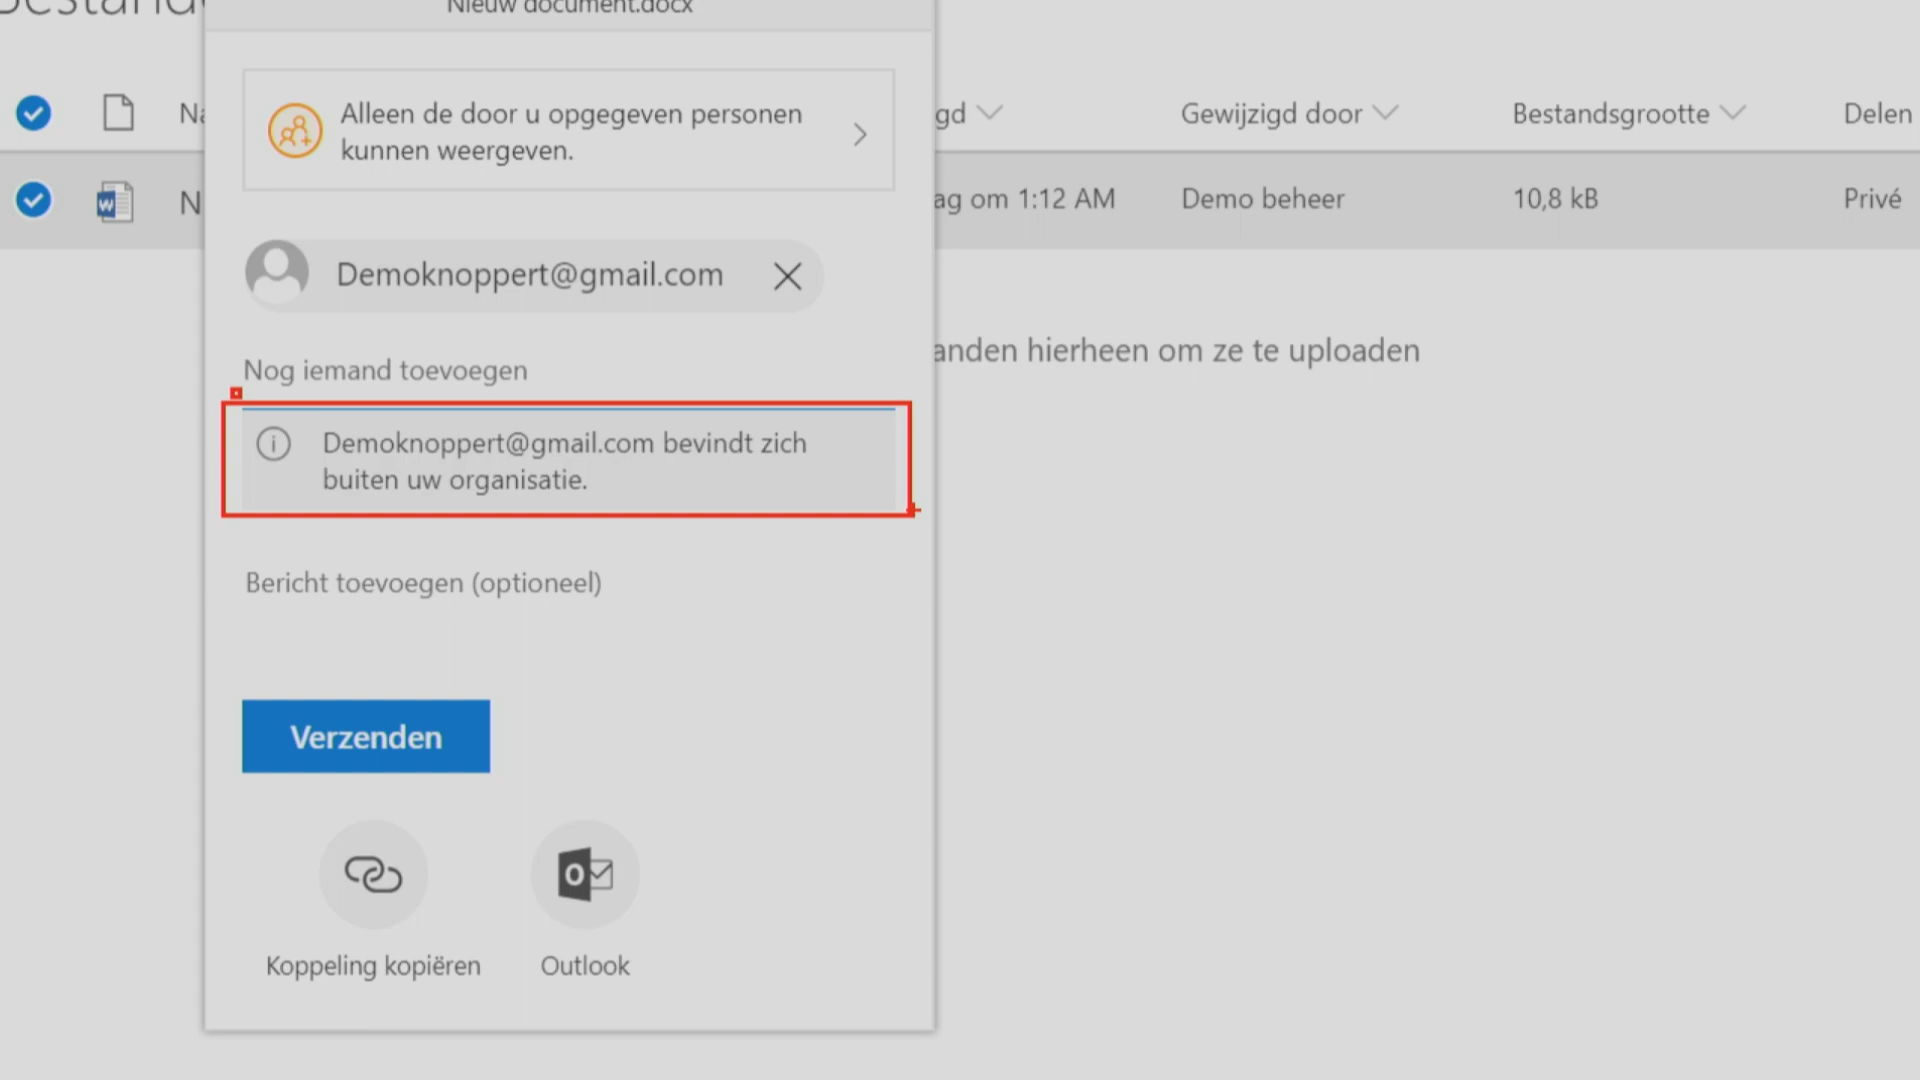 Nieuw document.docx
Alleen de door u opgegeven personen
kunnen weergeven.
Gewijzigd door
Bestandsgrootte
Delen
ag om 1:12 AM
Demo beheer
10,8 kB
Privé
Demoknoppert@gmail.com
anden hierheen om ze te uploaden
Nog iemand toevoegen
Demoknoppert@gmail.com bevindt zich
buiten uw organisatie.
Bericht toevoegen (optioneel)
Verzenden
Koppeling kopiëren
Outlook